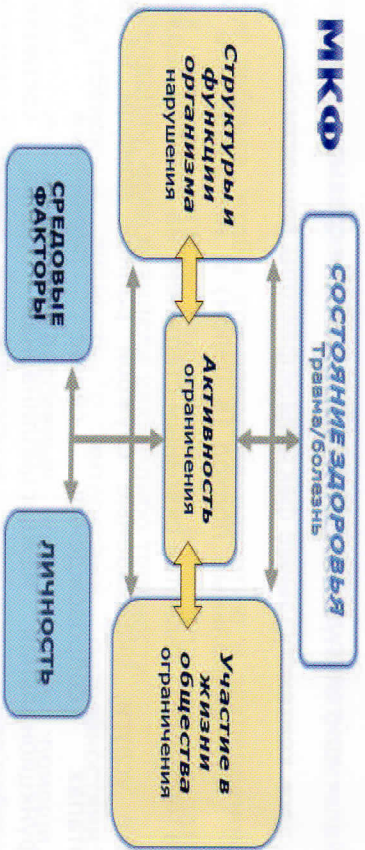 МКФ
СОСТОЯНИЕ ЗДОРОВЬЯ
Травма/болезнь
Структуры и
функции
организма
нарушения
Активность
ограничения
Участие в
жизни
общества
ограничения
СРЕДОВЫЕ
ФАКТОРЫ
ЛИЧНОСТЬ